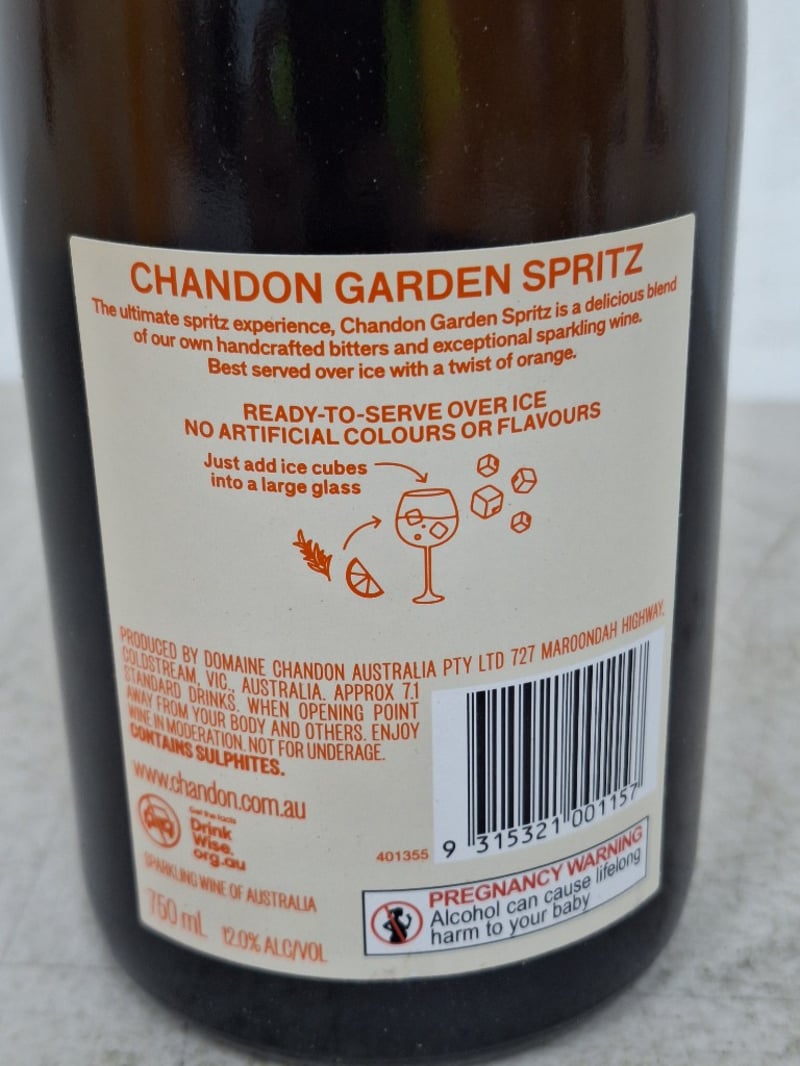 CHANDON GARDEN SPRITZ
The ultimate spritz experience, Chandon Garden Spritz is a delicious blend
of our own handcrafted bitters and exceptional sparkling wine.
Best served over ice with a twist of orange.
READY-TO-SERVE OVER ICE
NO ARTIFICIAL COLOURS OR FLAVOURS
Just add ice cubes
into a large glass
PRODUCED BY DOMAINE CHANDON AUSTRALIA PTY LTD 727 MAROONDAH HIGHWAY,
COLDSTREAM, VIC., AUSTRALIA. APPROX 7.1
STANDARD DRINKS. WHEN OPENING POINT
AWAY FROM YOUR BODY AND OTHERS. ENJOY
WINE IN MODERATION. NOT FOR UNDERAGE.
CONTAINS SULPHITES.
www.chandon.com.au
Get the facts
Drink
Wise.
org.au
SPARKLING WINE OF AUSTRALIA
750 mL 12.0% ALC/VOL
401355
9 315321 001157
PREGNANCY WARNING
Alcohol can cause lifelong
harm to your baby